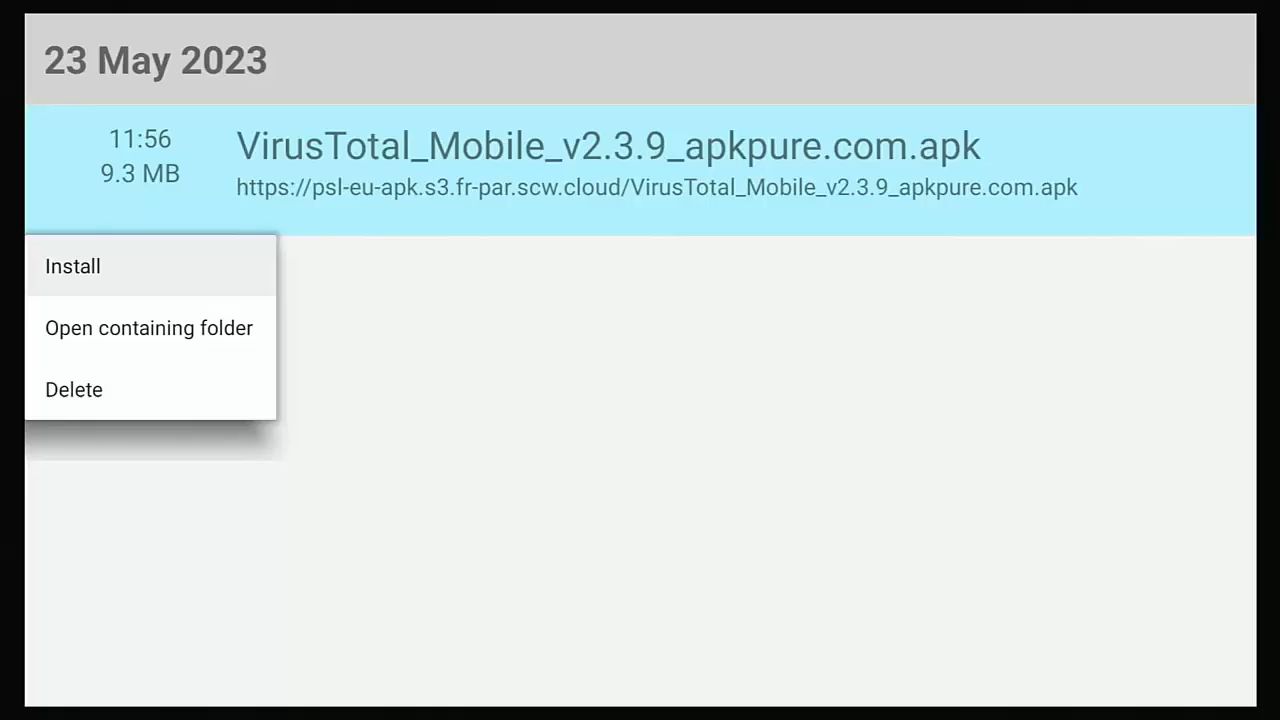 23 May 2023
11:56
9.3 MB
VirusTotal_Mobile_v2.3.9_apkpure.com.apk
https://psl-eu-apk.s3.fr-par.scw.cloud/VirusTotal_Mobile_v2.3.9_apkpure.com.apk
Install
Open containing folder
Delete